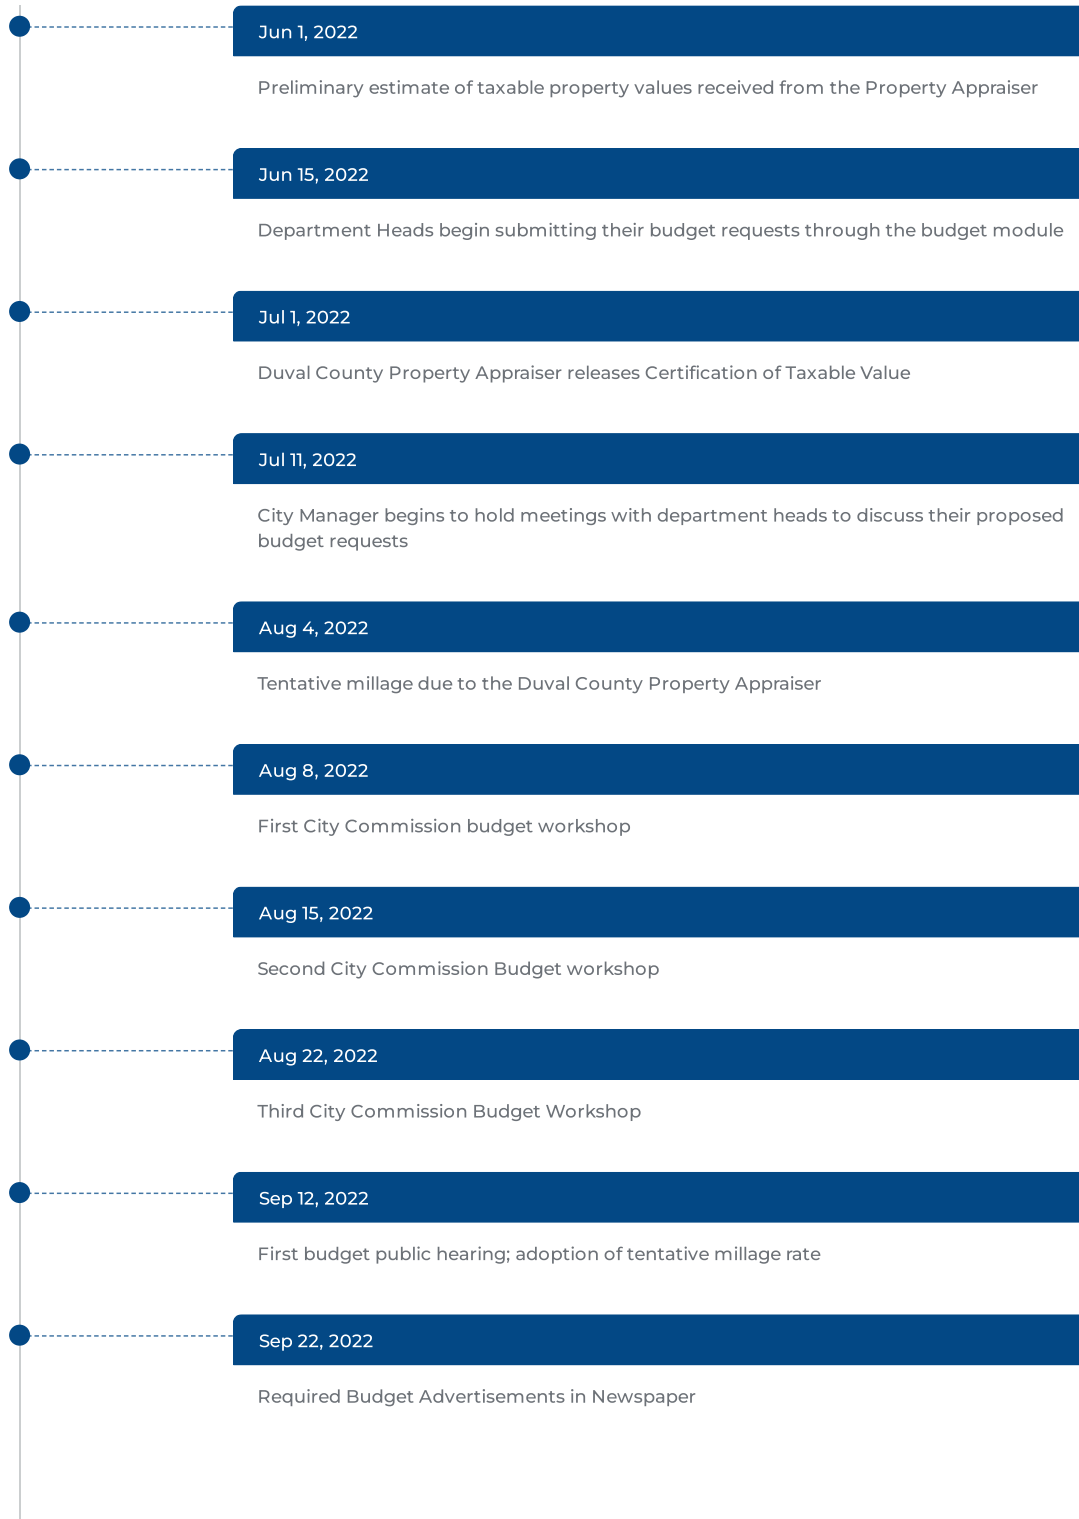 Jun 1, 2022
Preliminary estimate of taxable property values received from the Property Appraiser
Jun 15, 2022
Department Heads begin submitting their budget requests through the budget module
Jul 1, 2022
Duval County Property Appraiser releases Certification of Taxable Value
Jul 11, 2022
City Manager begins to hold meetings with department heads to discuss their proposed
budget requests
Aug 4, 2022
Tentative millage due to the Duval County Property Appraiser
Aug 8, 2022
First City Commission budget workshop
Aug 15, 2022
Second City Commission Budget workshop
Aug 22, 2022
Third City Commission Budget Workshop
Sep 12, 2022
First budget public hearing; adoption of tentative millage rate
Sep 22, 2022
Required Budget Advertisements in Newspaper